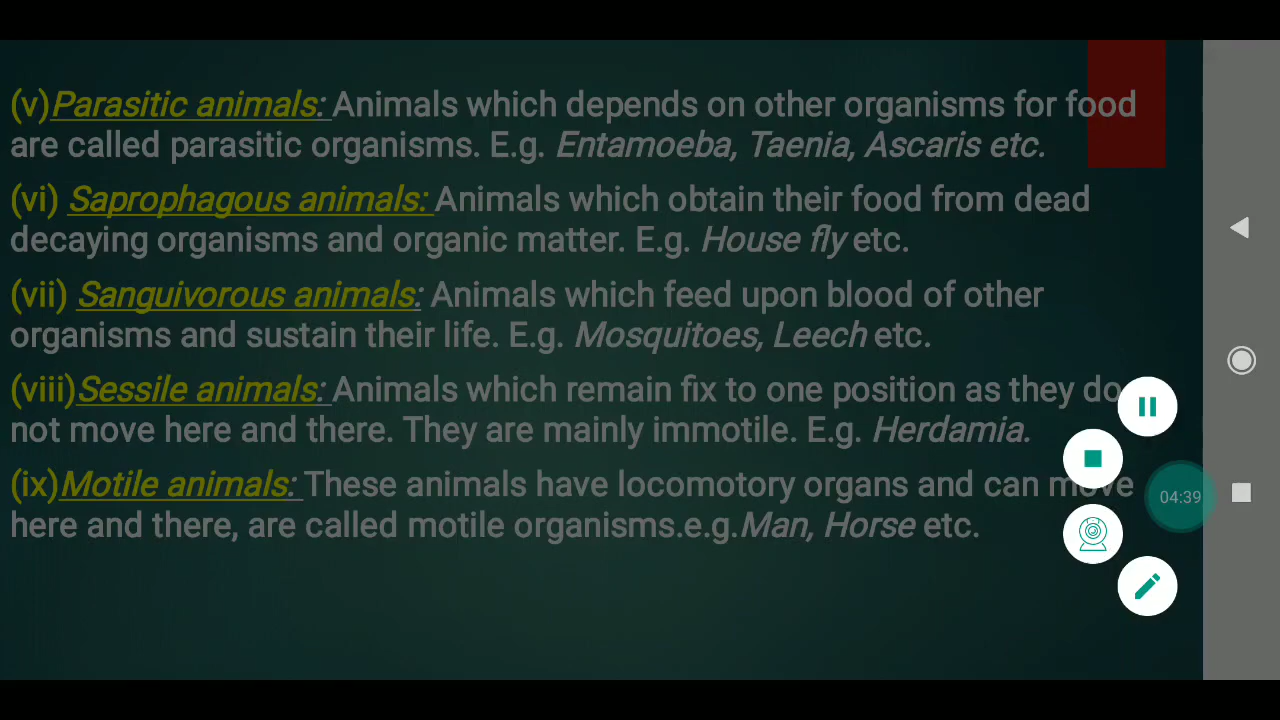 (v)Parasitic animals: Animals which depends on other organisms for food
are called parasitic organisms. E.g. Entamoeba, Taenia, Ascaris etc.
(vi) Saprophagous animals: Animals which obtain their food from dead
decaying organisms and organic matter. E.g. House fly etc.
(vii) Sanguivorous animals: Animals which feed upon blood of other
organisms and sustain their life. E.g. Mosquitoes, Leech etc.
(viii)Sessile animals: Animals which remain fix to one position as they do
not move here and there. They are mainly immotile. E.g. Herdamia.
(ix)Motile animals: These animals have locomotory organs and can move
here and there, are called motile organisms.e.g.Man, Horse etc.
04:39